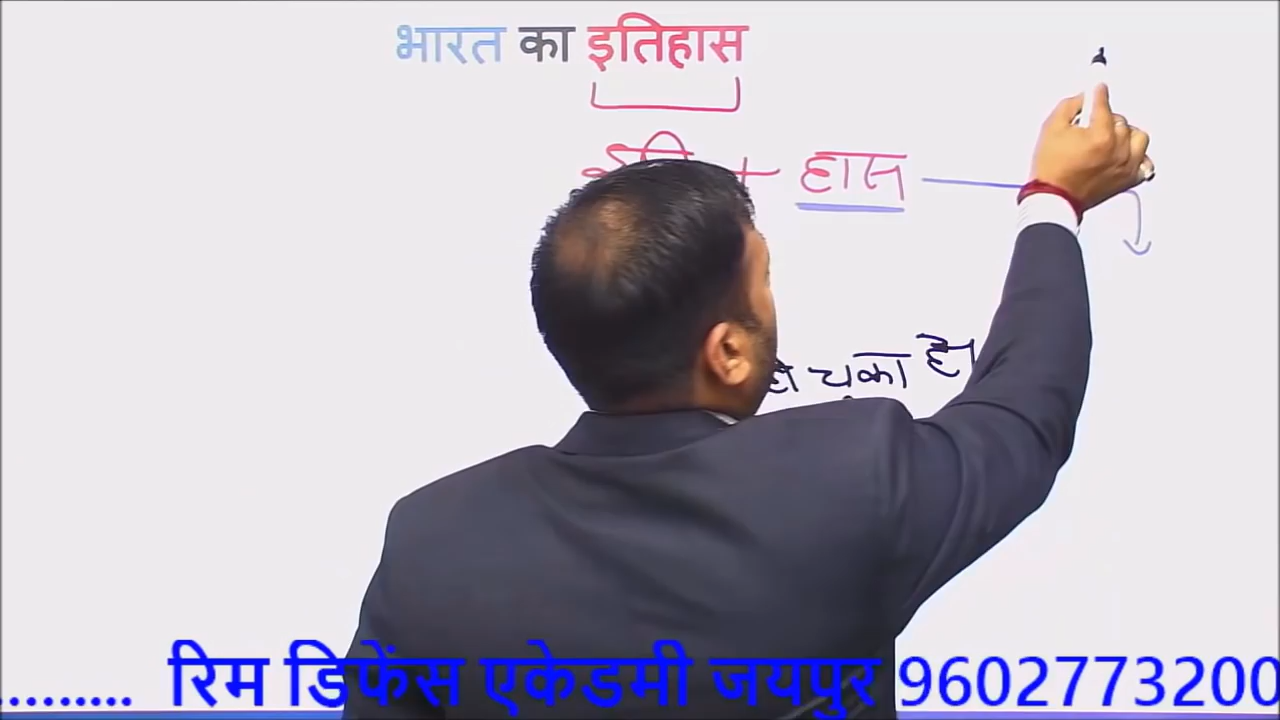 भारत का इतिहास
+ हास
चुका है।
.......... रिम डिफेंस एकेडमी जयपुर 9602773200